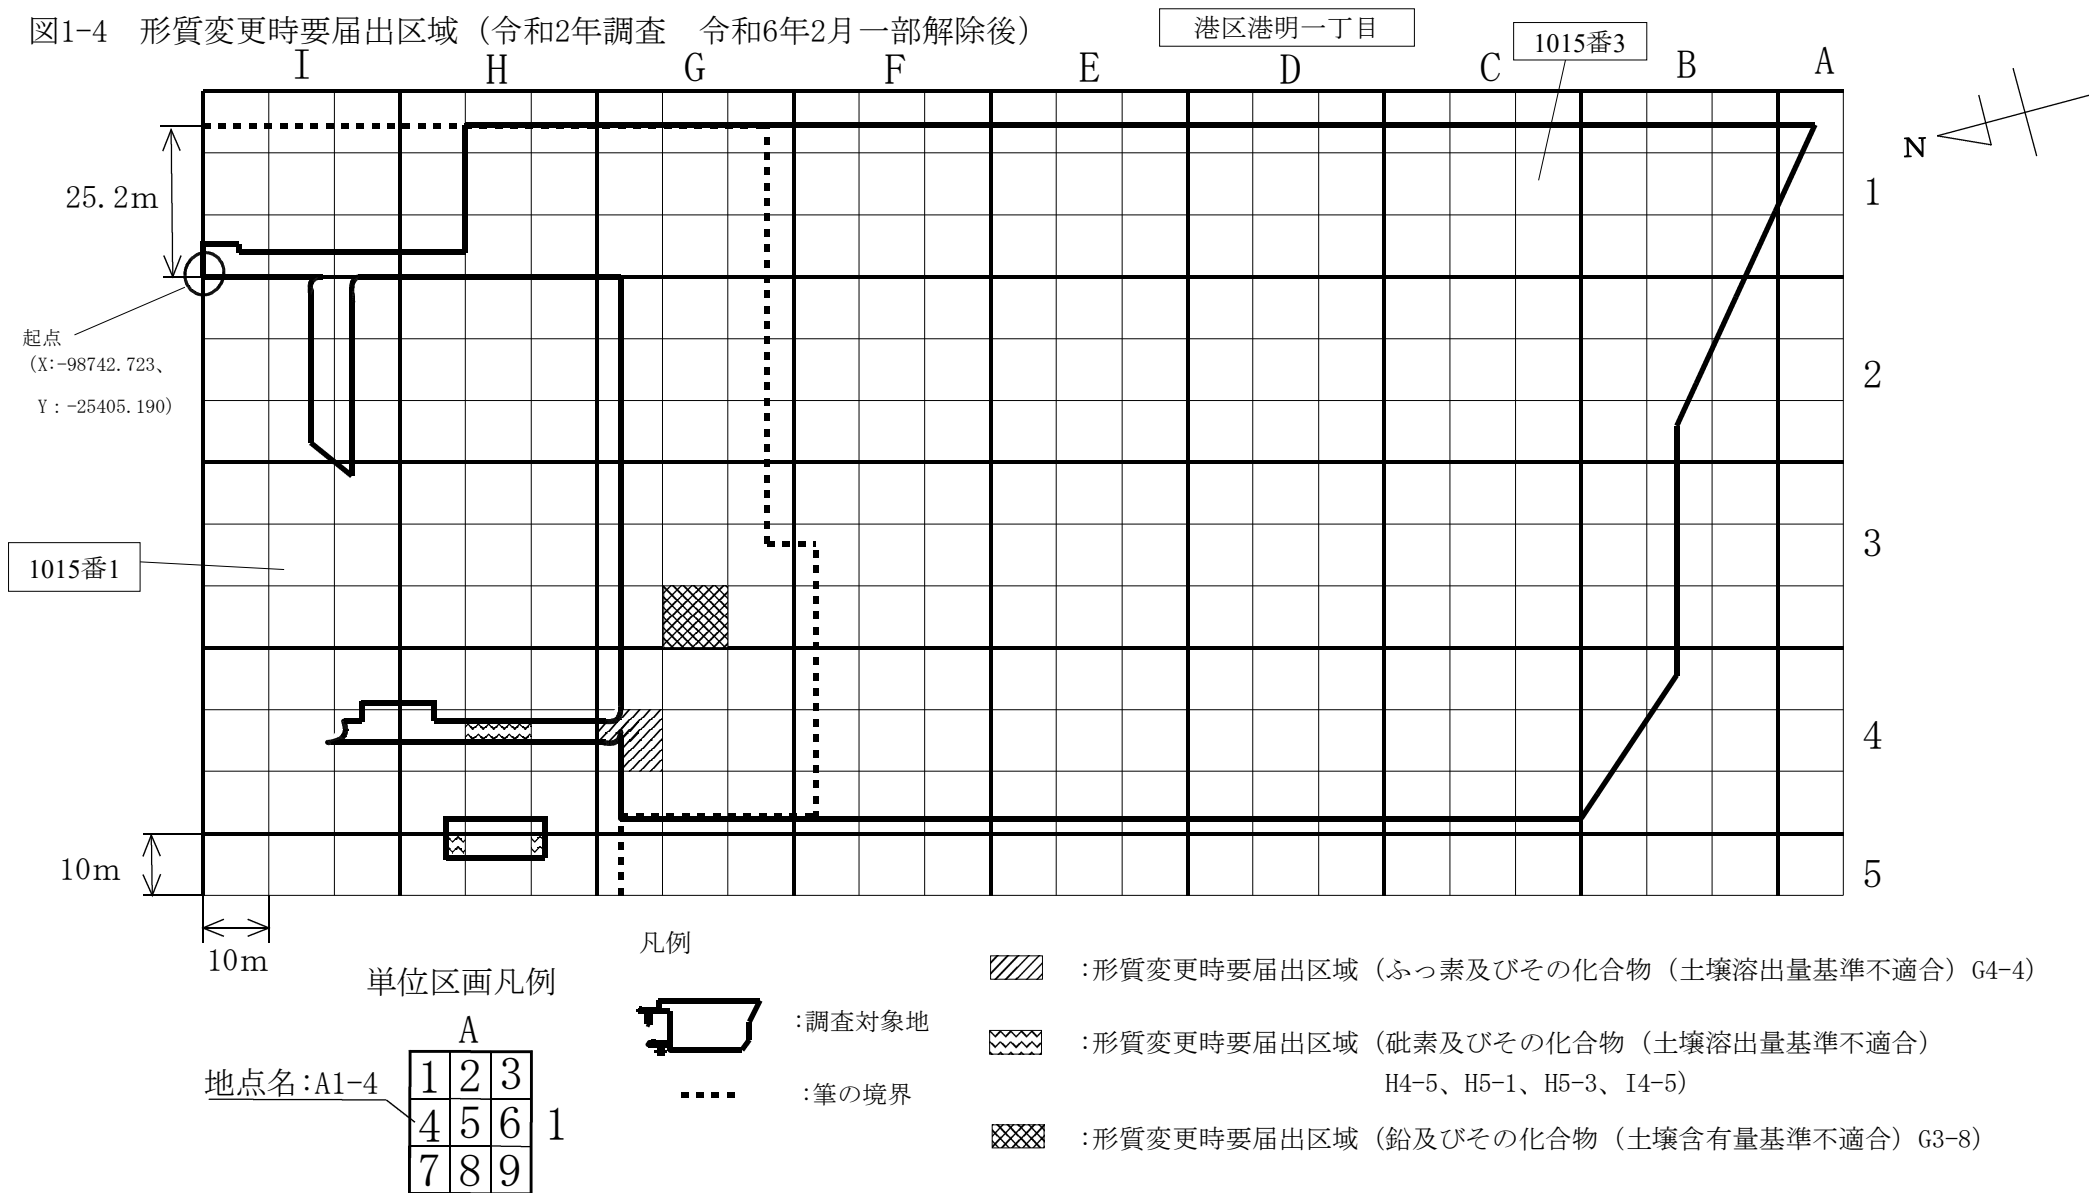 図1-4　形質変更時要届出区域（令和2年調査　令和6年2月一部解除後）
港区港明一丁目
1015番3
I H G F E D C B A
N
25.2m
1
起点
（X:-98742.723、
Y：-25405.190）
2
3
1015番1
4
10m
5
10m
凡例
単位区画凡例
A
地点名:A1-4
1 2 3
4 5 6
7 8 9
1
:調査対象地
:筆の境界
:形質変更時要届出区域（ふっ素及びその化合物（土壌溶出量基準不適合）G4-4）
:形質変更時要届出区域（砒素及びその化合物（土壌溶出量基準不適合）
H4-5、H5-1、H5-3、I4-5）
:形質変更時要届出区域（鉛及びその化合物（土壌含有量基準不適合）G3-8）